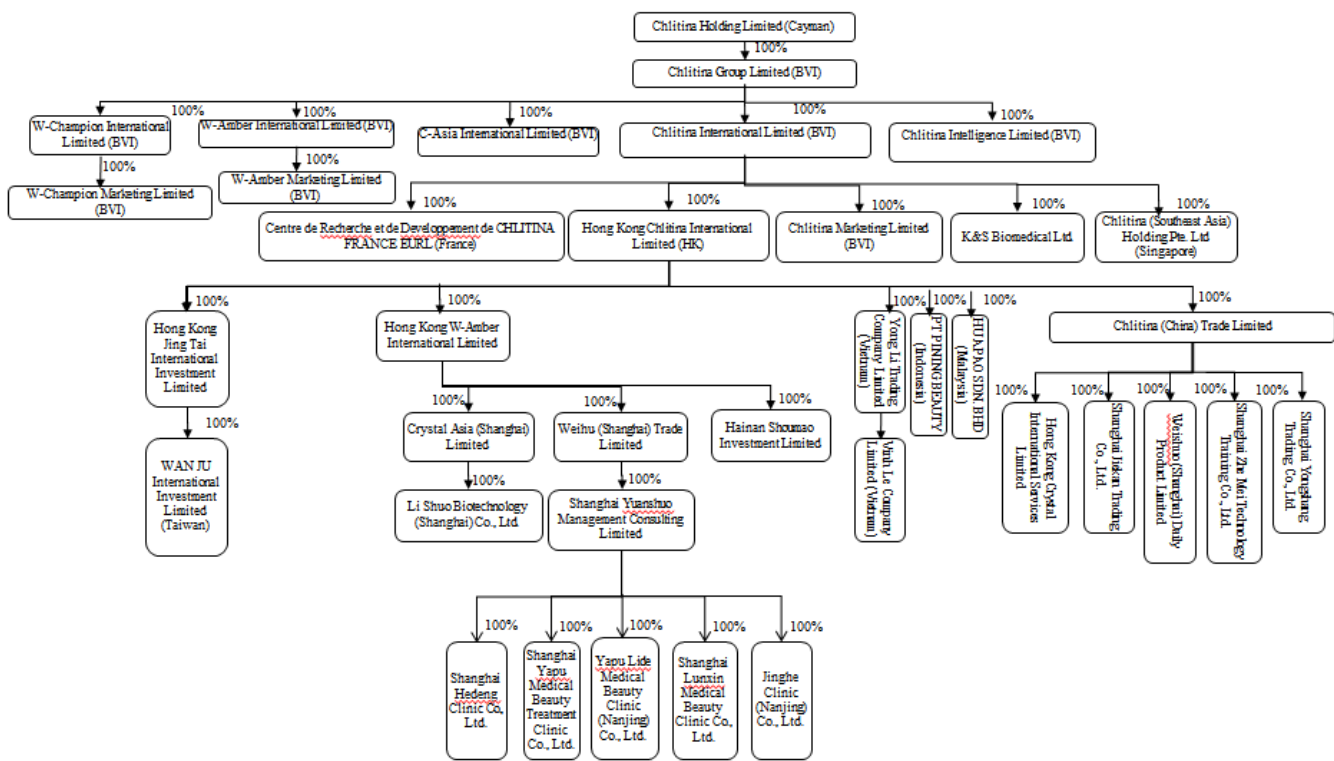 Chlitina Holding Limited (Cayman)
100%
Chlitina Group Limited (BVI)
100%
100%
100%
100%
100%
W-Champion International
Limited (BVI)
W-Amber International Limited (BVI)
C-Asia International Limited (BVI)
Chlitina International Limited (BVI)
Chlitina Intelligence Limited (BVI)
100%
100%
W-Champion Marketing Limited
(BVI)
W-Amber Marketing Limited
(BVI)
100%
100%
100%
100%
100%
Centre de Recherche et de Developpement de CHLITINA
FRANCE EURL (France)
Hong Kong Chlitina International
Limited (HK)
Chlitina Marketing Limited
(BVI)
K&S Biomedical Ltd.
Chlitina (Southeast Asia)
Holding Pte. Ltd
(Singapore)
100%
100%
100%
100%
100%
100%
Hong Kong
Jing Tai
International
Investment
Limited
Hong Kong W-Amber
International Limited
Yong Li Trading
Company Limited
(Vietnam)
PT PINING BEAUTY
(Indonesia)
HUAPAO SDN. BHD
(Malaysia)
Chlitina (China) Trade Limited
100%
WAN JU
International
Investment
Limited
(Taiwan)
100%
100%
100%
Crystal Asia (Shanghai)
Limited
Weihu (Shanghai) Trade
Limited
Hainan Shoumao
Investment Limited
100%
100%
Li Shuo Biotechnology
(Shanghai) Co., Ltd
Shanghai Yuanshuo
Management Consulting
Limited
100%
Vinh Le Company
Limited (Vietnam)
100%
100%
100%
100%
100%
Hong Kong Crystal
International Services
Limited
Shanghai Trading
Co., Ltd.
Weishuo (Shanghai) Daily
Product Limited
Shanghai Zhe Mei Technology
Training Co., Ltd.
Shanghai Trading Co., Ltd
100%
100%
100%
100%
100%
Shanghai
Hedeng
Clinic Co,
Ltd.
Shanghai
Yapu
Medical
Beauty
Treatment
Clinic
Co., Ltd.
Yapu Lide
Medical
Beauty
Clinic
(Nanjing)
Co., Ltd.
Shanghai
Lunxin
Medical
Beauty
Clinic Co.,
Ltd.
Jinghe
Clinic
(Nanjing)
Co., Ltd.